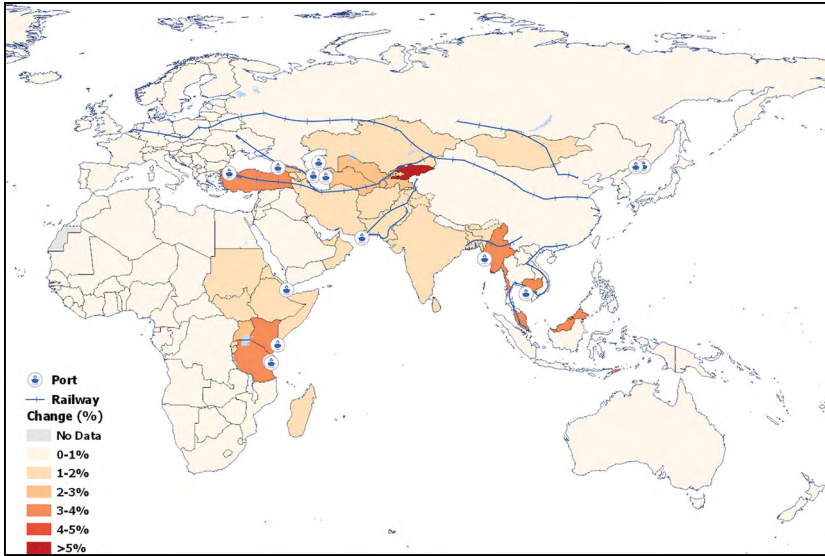 Port
Railway
Change (%)
No Data
0-1%
1-2%
2-3%
3-4%
4-5%
>5%